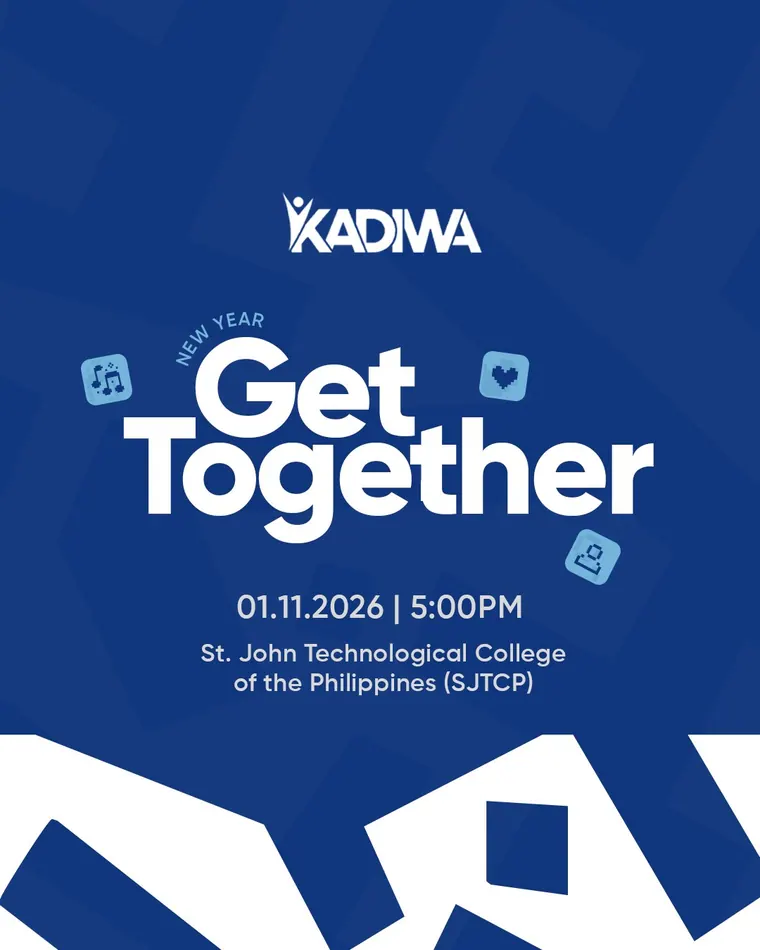 KADIWA
NEW YEAR
Get
Together
01.11.2026 | 5:00PM
St. John Technological College
of the Philippines (SJTCP)